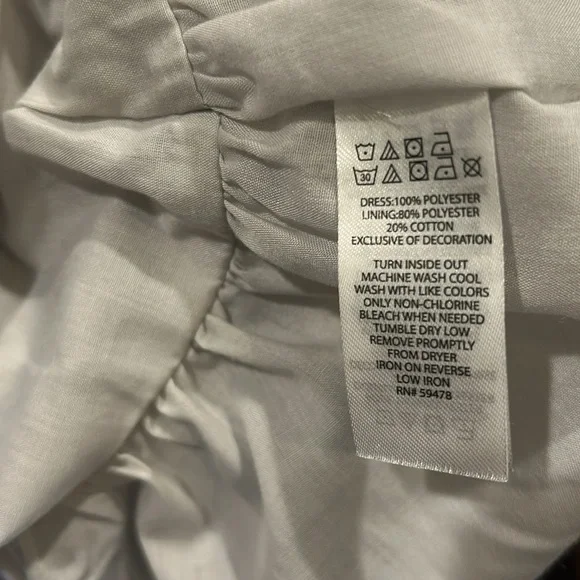 30
DRESS:100% POLYESTER
LINING:80% POLYESTER
20% COTTON
EXCLUSIVE OF DECORATION
TURN INSIDE OUT
MACHINE WASH COOL
WASH WITH LIKE COLORS
ONLY NON-CHLORINE
BLEACH WHEN NEEDED
TUMBLE DRY LOW
REMOVE PROMPTLY
FROM DRYER
IRON ON REVERSE
LOW IRON
RN# 59478